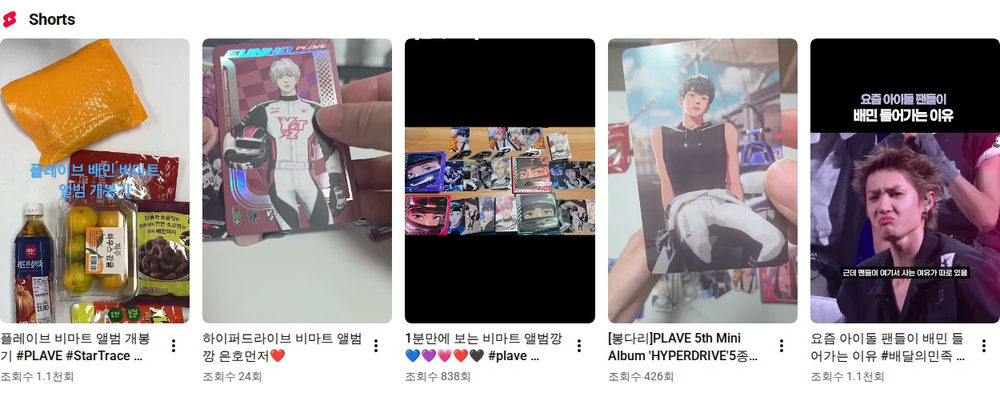 Shorts
플레이브 배민 비마트
앨범 개봉기
EUNHO
PLAVE
요즘 아이돌 팬들이
배민 들어가는 이유
근데 팬들이 여기서 사는 이유가 따로 있음
플레이브 비마트 앨범 개봉
기 #PLAVE #StarTrace ...
조회수 1.1천회
하이퍼드라이브 비마트 앨범
깡 은호먼저❤️
조회수 24회
1분만에 보는 비마트 앨범깡
💙💜💗❤️🖤 #plave ...
조회수 838회
[봉다리]PLAVE 5th Mini
Album 'HYPERDRIVE'5종...
조회수 426회
요즘 아이돌 팬들이 배민 들
어가는 이유 #배달의민족 ...
조회수 1.1천회